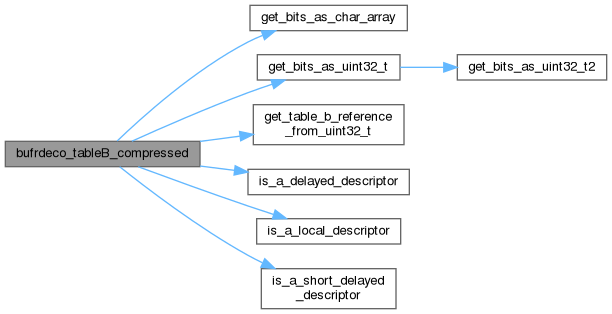 get_bits_as_char_array
get_bits_as_uint32_t
get_bits_as_uint32_t2
get_table_b_reference
_from_uint32_t
bufrdeco_tableB_compressed
is_a_delayed_descriptor
is_a_local_descriptor
is_a_short_delayed
_descriptor